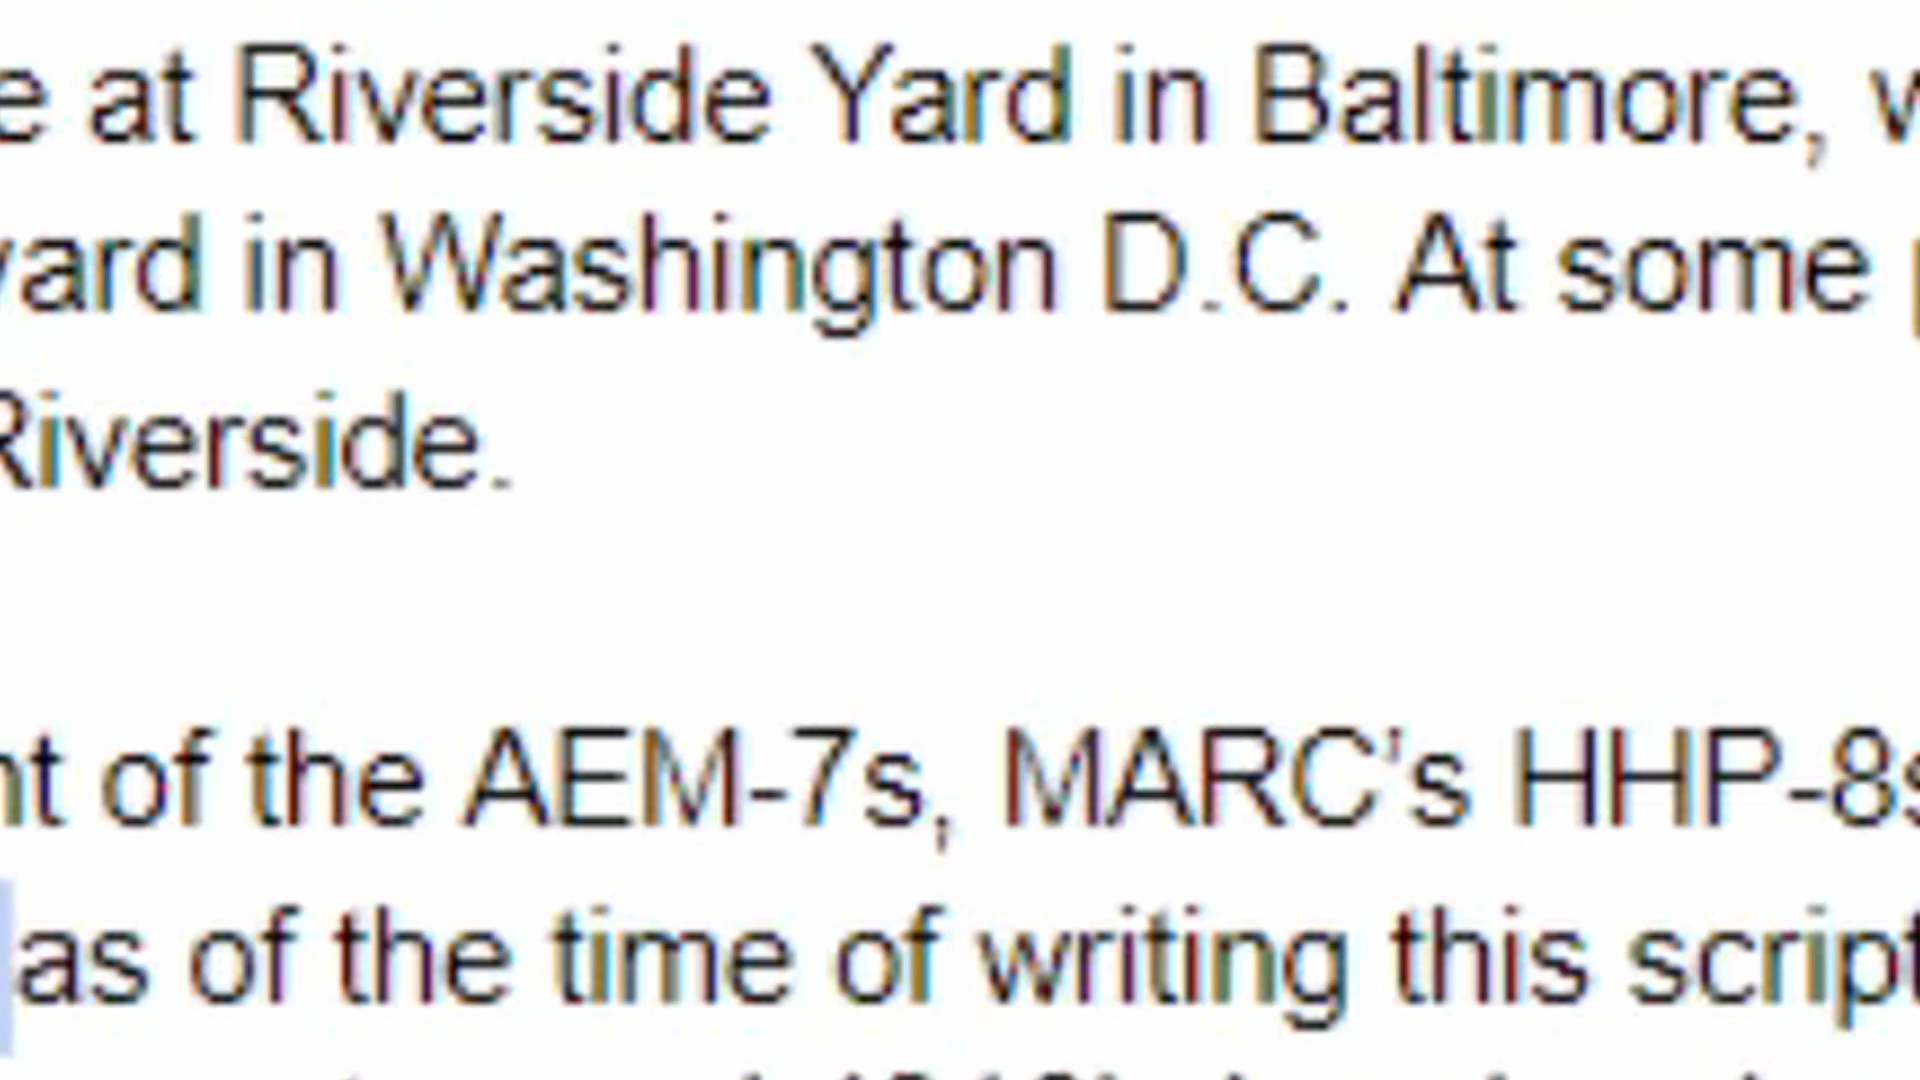 e at Riverside Yard in Baltimore, w
yard in Washington D.C. At some p
Riverside.
nt of the AEM-7s, MARC's HHP-8s
as of the time of writing this script